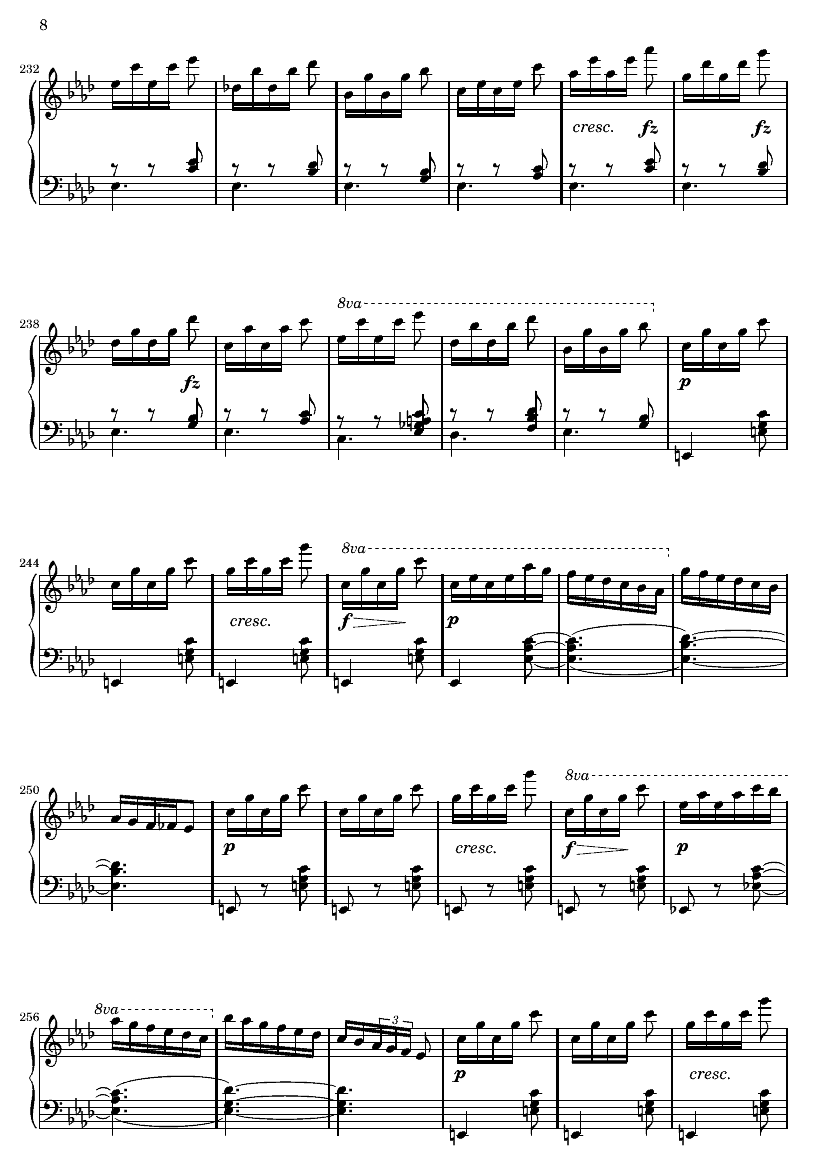 8
232
cresc. fz fz
238
8va
fz p
244
8va
cresc. f p
250
8va
p cresc. f p
256
8va
3
p cresc.